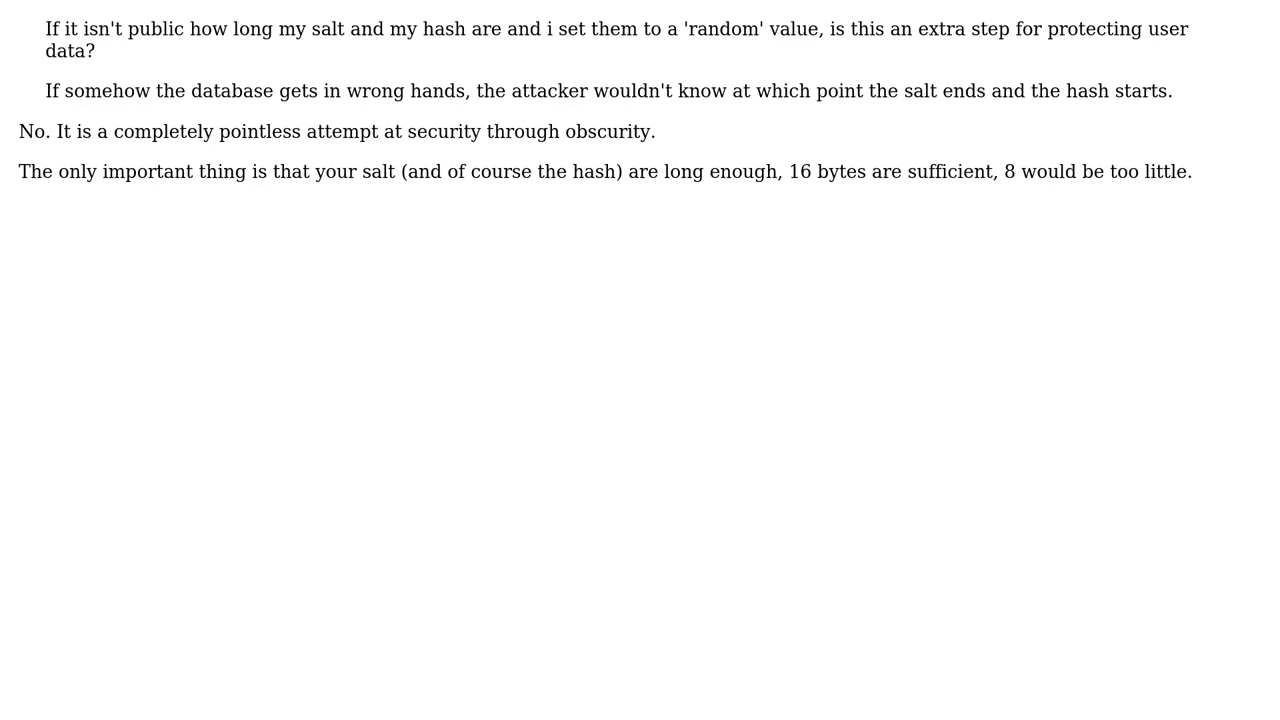 If it isn't public how long my salt and my hash are and i set them to a 'random' value, is this an extra step for protecting user
data?
If somehow the database gets in wrong hands, the attacker wouldn't know at which point the salt ends and the hash starts.
No. It is a completely pointless attempt at security through obscurity.
The only important thing is that your salt (and of course the hash) are long enough, 16 bytes are sufficient, 8 would be too little.